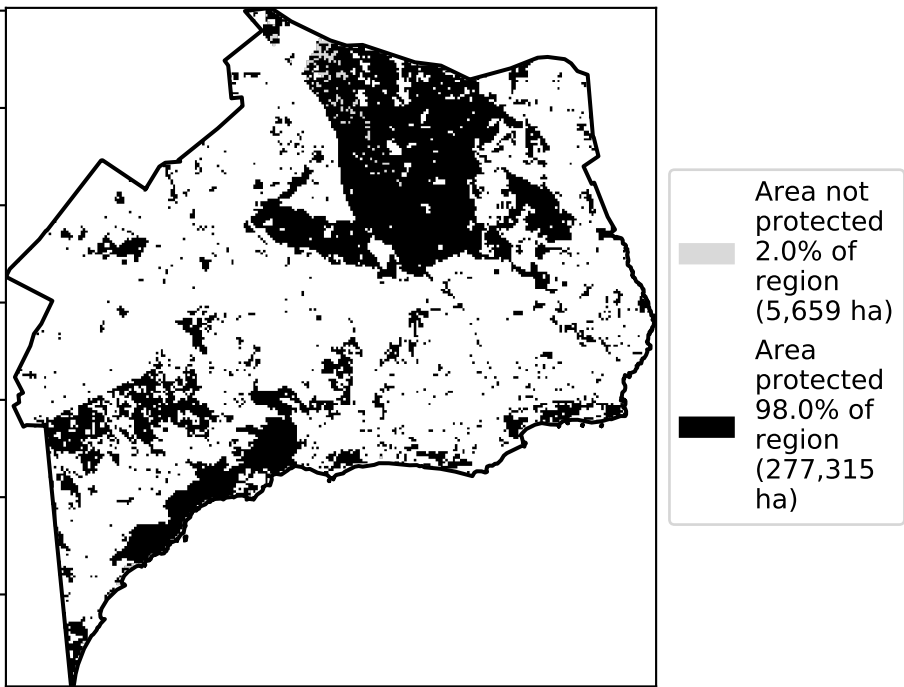 Area not
protected
2.0% of
region
(5,659 ha)
Area
protected
98.0% of
region
(277,315
ha)